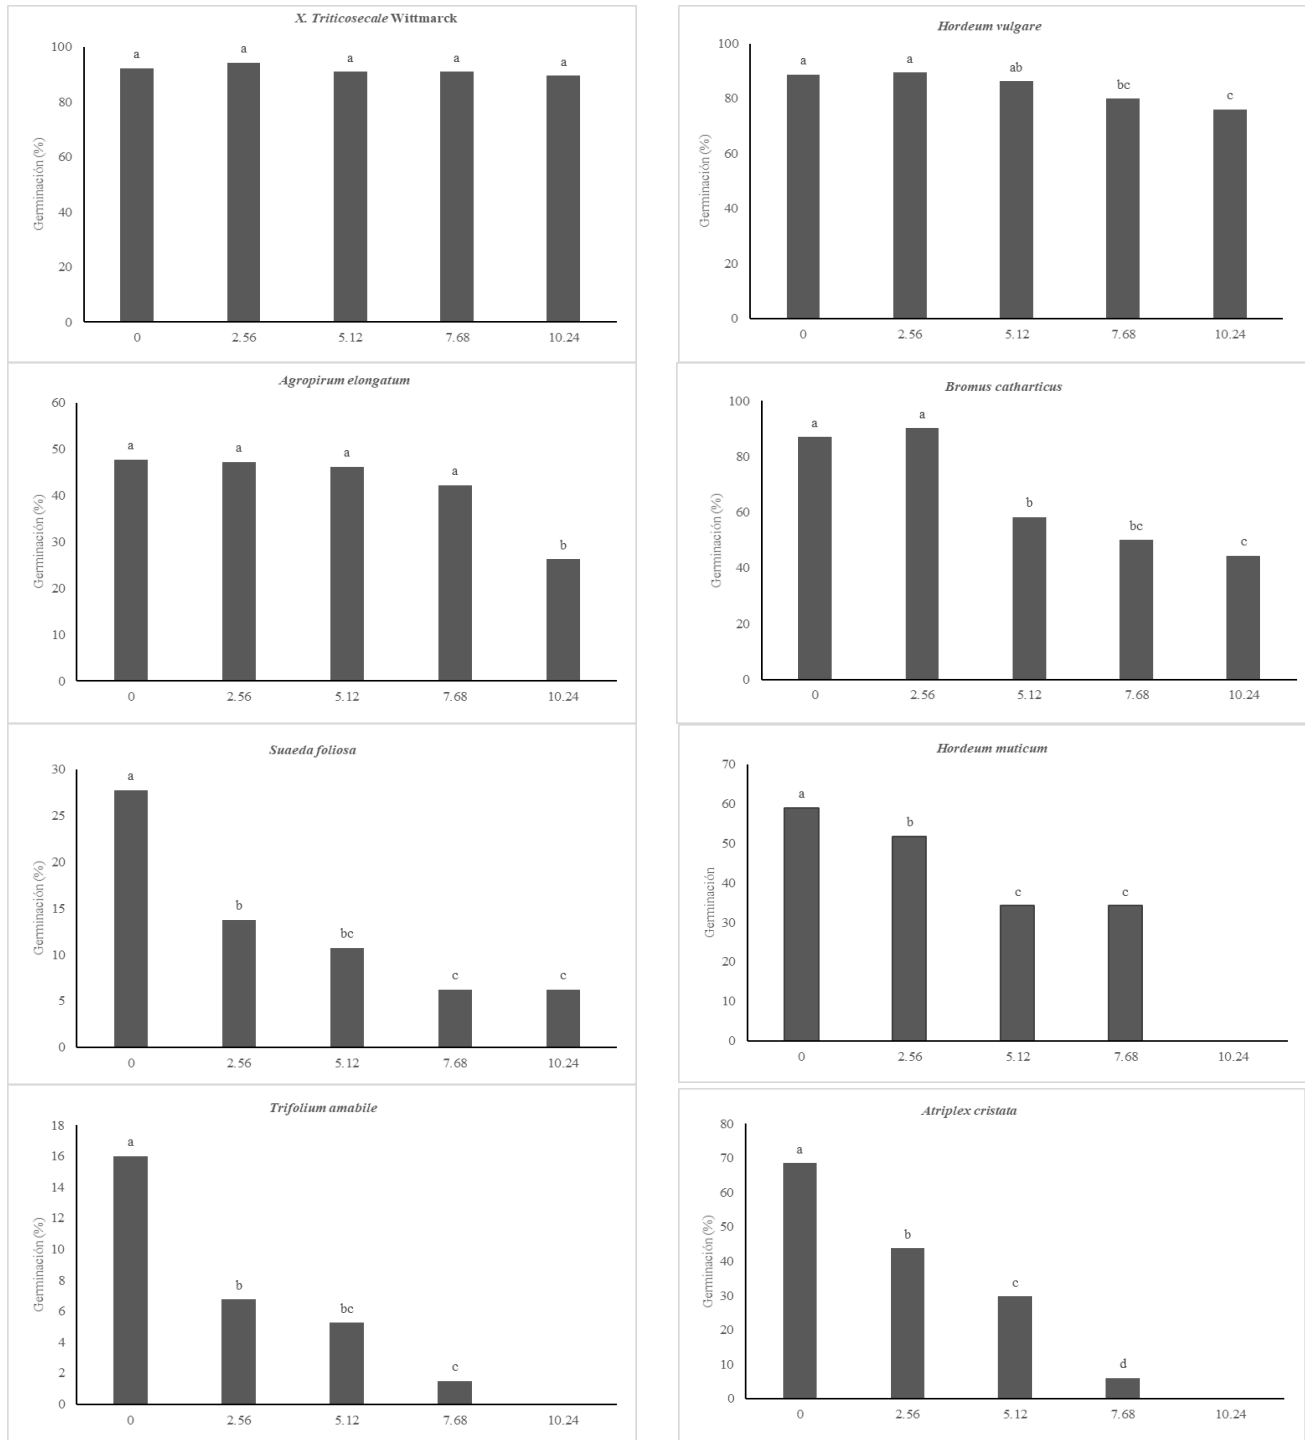 X. Triticosecale Wittmarck
a a a a a
100
80
60
40
20
0
Germinación (%)
0 2.56 5.12 7.68 10.24
Hordeum vulgare
a a ab bc c
100
80
60
40
20
0
Germinación (%)
0 2.56 5.12 7.68 10.24
Agropirum elongatum
a a a a b
60
50
40
30
20
10
0
Germinación (%)
0 2.56 5.12 7.68 10.24
Bromus catharticus
a a b bc c
100
80
60
40
20
0
Germinación (%)
0 2.56 5.12 7.68 10.24
Suaeda foliosa
a b bc c c
30
25
20
15
10
5
0
Germinación (%)
0 2.56 5.12 7.68 10.24
Hordeum muticum
a b c c
70
60
50
40
30
20
10
0
Germinación
0 2.56 5.12 7.68 10.24
Trifolium amabile
a b bc c
18
16
14
12
10
8
6
4
2
0
Germinación (%)
0 2.56 5.12 7.68 10.24
Atriplex cristata
a b c d
80
70
60
50
40
30
20
10
0
Germinación (%)
0 2.56 5.12 7.68 10.24